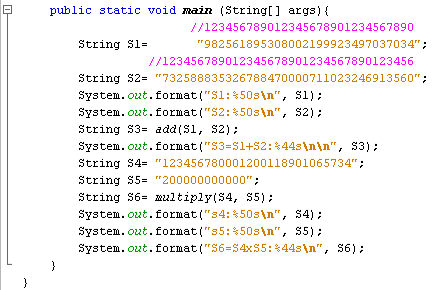 public static void main (String[] args){
//123456789012345678901234567890
String S1= "982561895308002199923497037034";
//123456789012345678901234567890123456
String S2= "732588835326788470000711023246913560";
System.out.format("S1:%50s\n", S1);
System.out.format("S2:%50s\n", S2);
String S3= add(S1, S2);
System.out.format("S3=S1+S2:%44s\n\n", S3);
String S4= "123456780001200118901065734";
String S5= "200000000000";
String S6= multiply(S4, S5);
System.out.format("s4:%50s\n", S4);
System.out.format("s5:%50s\n", S5);
System.out.format("S6=S4xS5:%44s\n\n", S6);
}
}